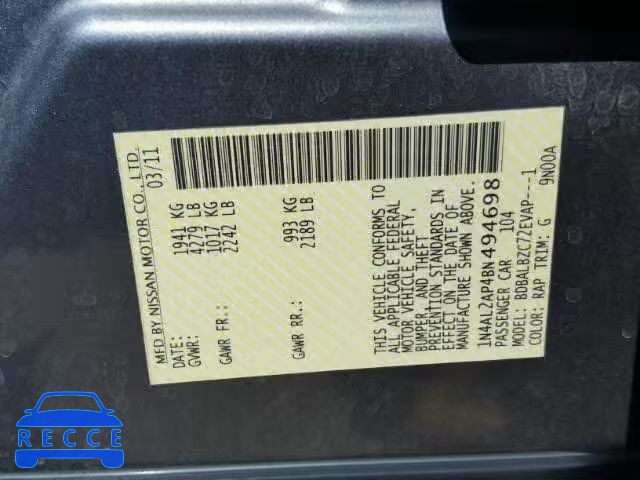 MFD BY NISSAN MOTOR CO., LTD.
DATE: 03/11
GVWR: 1941 KG
4279 LB
GAWR FR: 1017 KG
2242 LB
GAWR RR: 993 KG
2189 LB
THIS VEHICLE CONFORMS TO
ALL APPLICABLE FEDERAL
MOTOR VEHICLE SAFETY,
BUMPER, AND THEFT
PREVENTION STANDARDS IN
EFFECT ON THE DATE OF
MANUFACTURE SHOWN ABOVE.
1N4AL2AP4BN494698
PASSENGER CAR 104
MODEL: BDBALBZC72EVAP---1
COLOR: RAP TRIM: G 9N00A
RECCE